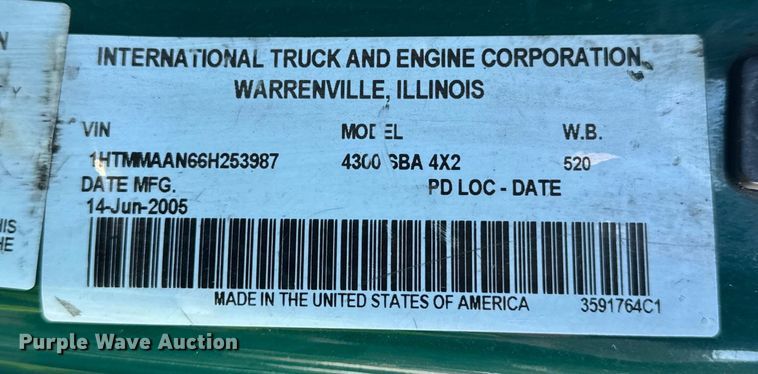 INTERNATIONAL TRUCK AND ENGINE CORPORATION
WARRENVILLE, ILLINOIS
VIN MODEL W.B.
1HTMMAAN66H253987 4300 SBA 4X2 520
DATE MFG. PD LOC - DATE
14-Jun-2005
MADE IN THE UNITED STATES OF AMERICA 3591764C1
Purple Wave Auction